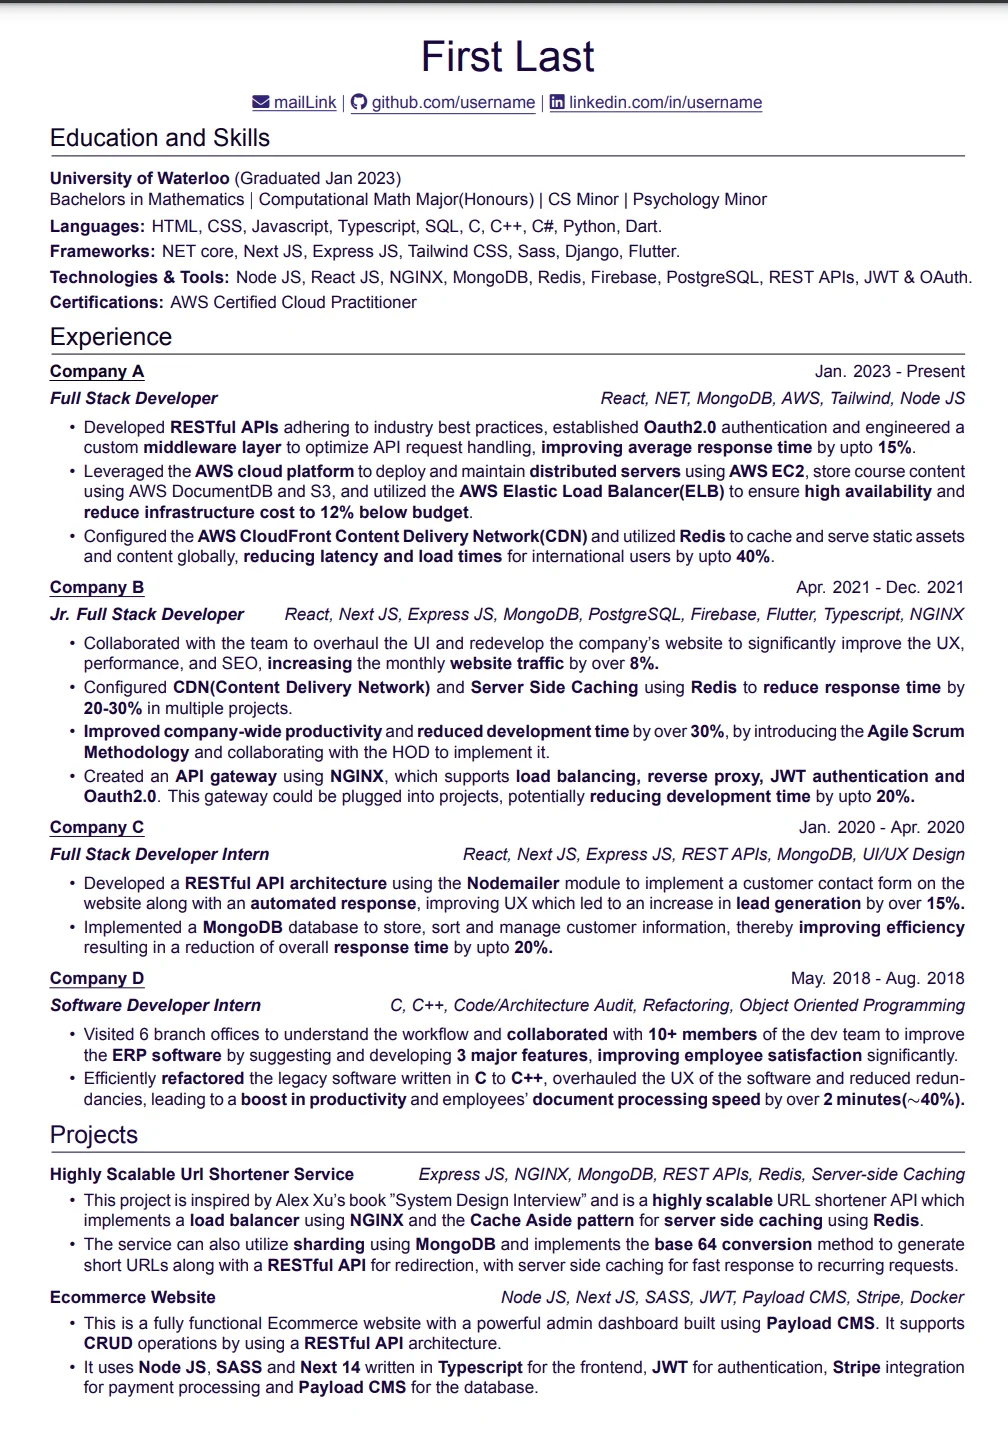 First Last
mailLink | github.com/username | linkedin.com/in/username
Education and Skills
University of Waterloo (Graduated Jan 2023)
Bachelors in Mathematics | Computational Math Major(Honours) | CS Minor | Psychology Minor
Languages: HTML, CSS, Javascript, Typescript, SQL, C, C++, C#, Python, Dart.
Frameworks: NET core, Next JS, Express JS, Tailwind CSS, Sass, Django, Flutter.
Technologies & Tools: Node JS, React JS, NGINX, MongoDB, Redis, Firebase, PostgreSQL, REST APIs, JWT & OAuth.
Certifications: AWS Certified Cloud Practitioner
Experience
Company A Jan. 2023 - Present
Full Stack Developer React, NET, MongoDB, AWS, Tailwind, Node JS
• Developed RESTful APIs adhering to industry best practices, established Oauth2.0 authentication and engineered a
custom middleware layer to optimize API request handling, improving average response time by upto 15%.
• Leveraged the AWS cloud platform to deploy and maintain distributed servers using AWS EC2, store course content
using AWS DocumentDB and S3, and utilized the AWS Elastic Load Balancer(ELB) to ensure high availability and
reduce infrastructure cost to 12% below budget.
• Configured the AWS CloudFront Content Delivery Network(CDN) and utilized Redis to cache and serve static assets
and content globally, reducing latency and load times for international users by upto 40%.
Company B Apr. 2021 - Dec. 2021
Jr. Full Stack Developer React, Next JS, Express JS, MongoDB, PostgreSQL, Firebase, Flutter, Typescript, NGINX
• Collaborated with the team to overhaul the UI and redevelop the company's website to significantly improve the UX,
performance, and SEO, increasing the monthly website traffic by over 8%.
• Configured CDN(Content Delivery Network) and Server Side Caching using Redis to reduce response time by
20-30% in multiple projects.
• Improved company-wide productivity and reduced development time by over 30%, by introducing the Agile Scrum
Methodology and collaborating with the HOD to implement it.
• Created an API gateway using NGINX, which supports load balancing, reverse proxy, JWT authentication and
Oauth2.0. This gateway could be plugged into projects, potentially reducing development time by upto 20%.
Company C Jan. 2020 - Apr. 2020
Full Stack Developer Intern React, Next JS, Express JS, REST APIs, MongoDB, UI/UX Design
• Developed a RESTful API architecture using the Nodemailer module to implement a customer contact form on the
website along with an automated response, improving UX which led to an increase in lead generation by over 15%.
• Implemented a MongoDB database to store, sort and manage customer information, thereby improving efficiency
resulting in a reduction of overall response time by upto 20%.
Company D May. 2018 - Aug. 2018
Software Developer Intern C, C++, Code/Architecture Audit, Refactoring, Object Oriented Programming
• Visited 6 branch offices to understand the workflow and collaborated with 10+ members of the dev team to improve
the ERP software by suggesting and developing 3 major features, improving employee satisfaction significantly.
• Efficiently refactored the legacy software written in C to C++, overhauled the UX of the software and reduced redun-
dancies, leading to a boost in productivity and employees' document processing speed by over 2 minutes(~40%).
Projects
Highly Scalable Url Shortener Service Express JS, NGINX, MongoDB, REST APIs, Redis, Server-side Caching
• This project is inspired by Alex Xu's book ”System Design Interview” and is a highly scalable URL shortener API which
implements a load balancer using NGINX and the Cache Aside pattern for server side caching using Redis.
• The service can also utilize sharding using MongoDB and implements the base 64 conversion method to generate
short URLs along with a RESTful API for redirection, with server side caching for fast response to recurring requests.
Ecommerce Website Node JS, Next JS, SASS, JWT, Payload CMS, Stripe, Docker
• This is a fully functional Ecommerce website with a powerful admin dashboard built using Payload CMS. It supports
CRUD operations by using a RESTful API architecture.
• It uses Node JS, SASS and Next 14 written in Typescript for the frontend, JWT for authentication, Stripe integration
for payment processing and Payload CMS for the database.